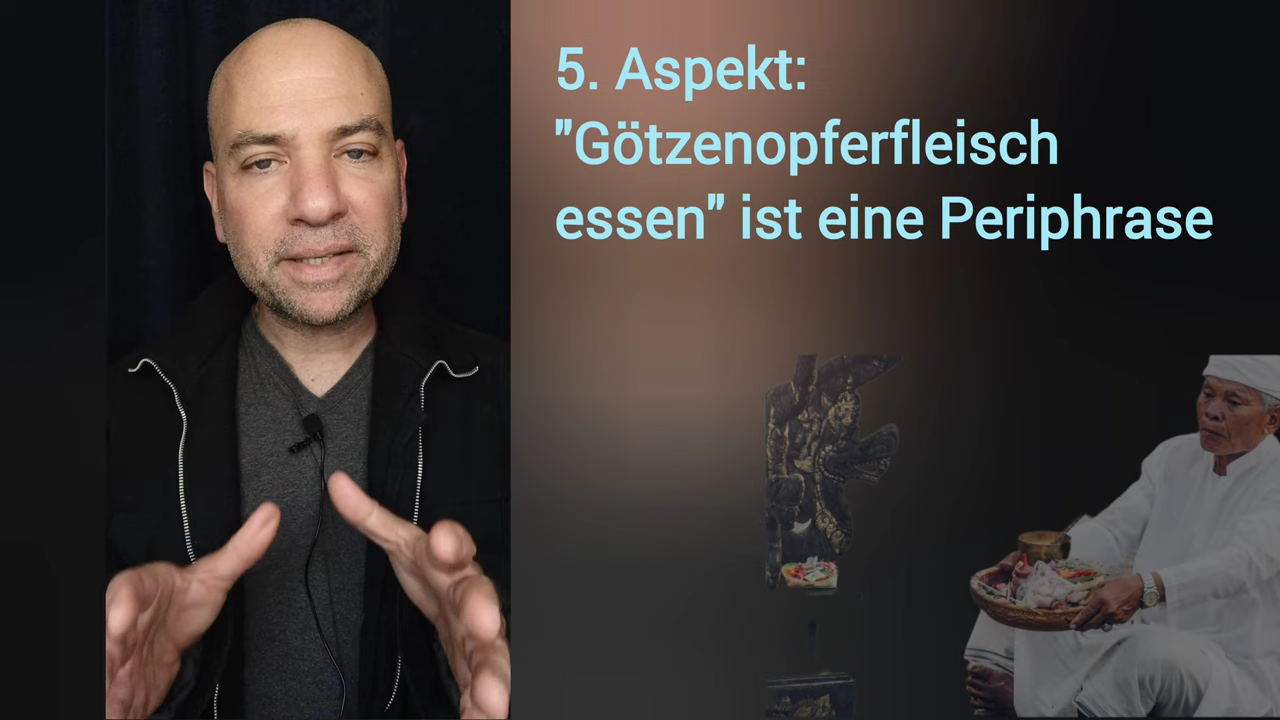 5. Aspekt:
"Götzenopferfleisch
essen" ist eine Periphrase